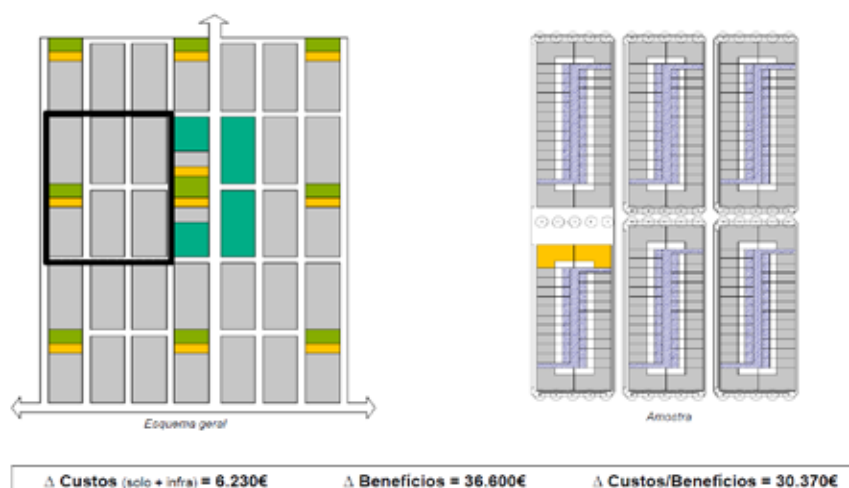 Esquema geral
Amostra
Δ Custos (solo + infra) = 6.230€ Δ Benefícios = 36.600€ Δ Custos/Benefícios = 30.370€